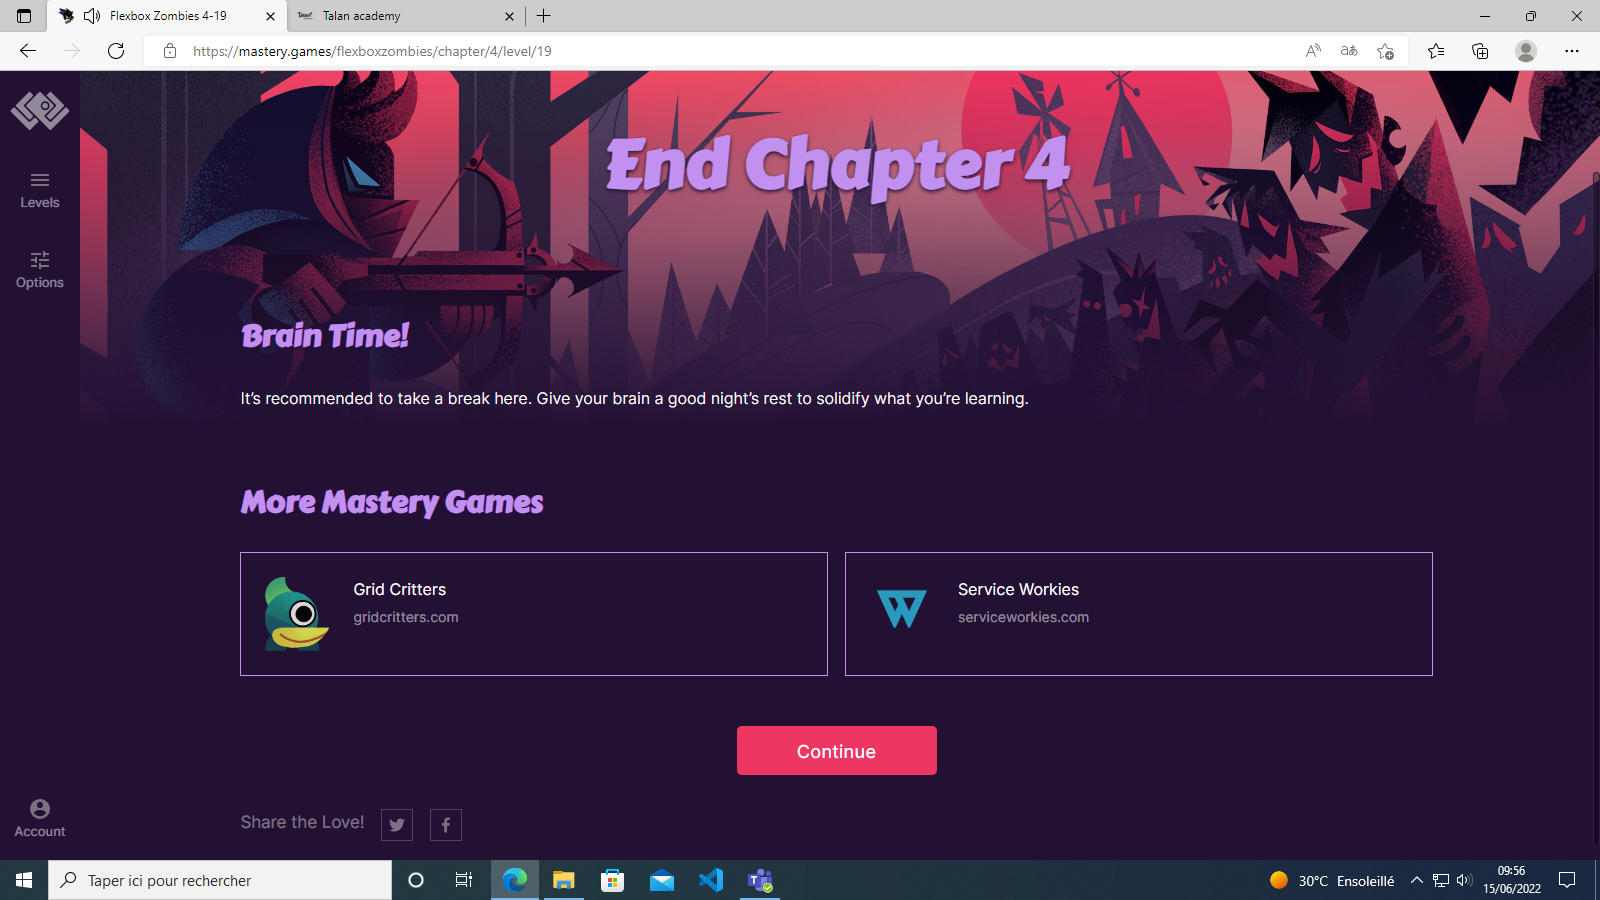 Flexbox Zombies 4-19
Talan academy
https://mastery.games/flexboxzombies/chapter/4/level/19
Levels
Options
Account
End Chapter 4
Brain Time!
It’s recommended to take a break here. Give your brain a good night’s rest to solidify what you’re learning.
More Mastery Games
Grid Critters
gridcritters.com
Service Workies
serviceworkies.com
Continue
Share the Love!
Taper ici pour rechercher
30°C Ensoleillé
09:56
15/06/2022